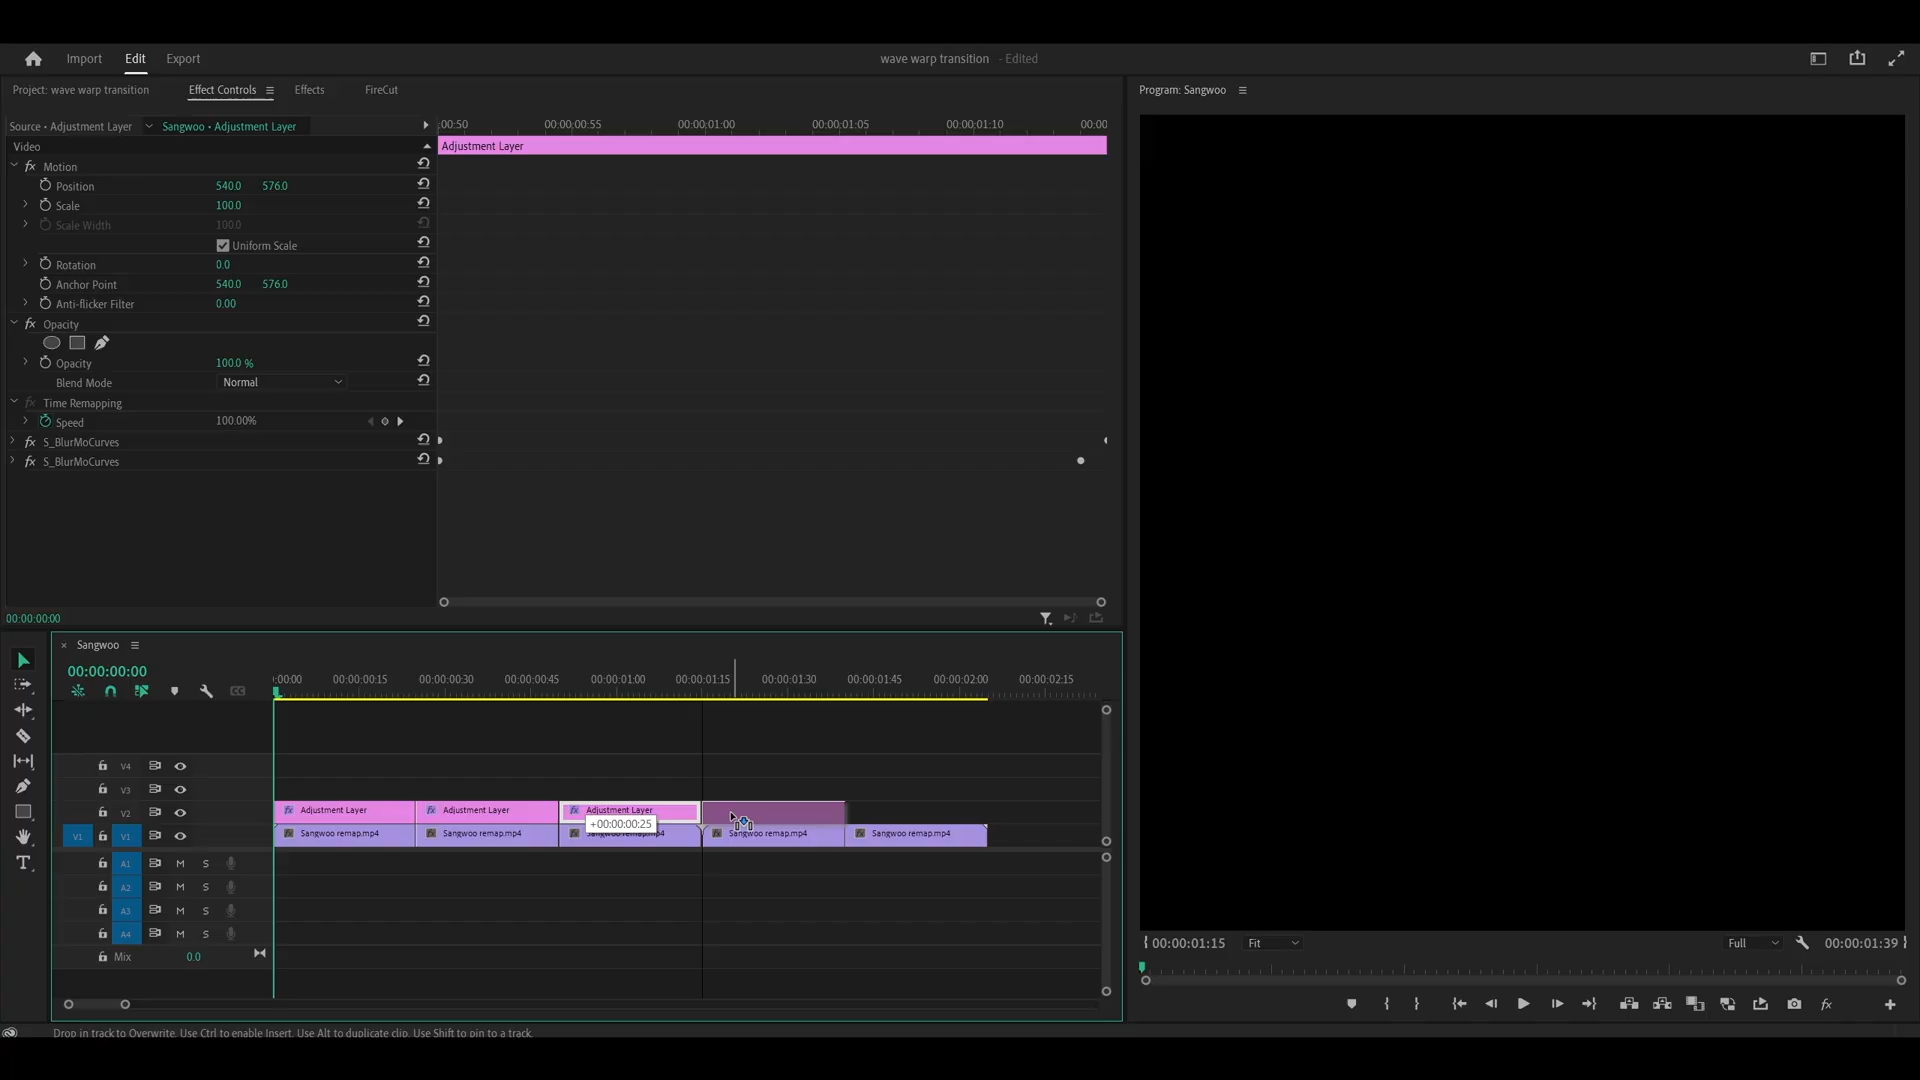 Import Edit Export
wave warp transition - Edited
Project: wave warp transition Effect Controls Effects FireCut
Program: Sangwoo
Source • Adjustment Layer Sangwoo • Adjustment Layer
:00:50 00:00:00:55 00:00:01:00 00:00:01:05 00:00:01:10 00:00
Video
Adjustment Layer
fx Motion
Position 540.0 576.0
Scale 100.0
Scale Width 100.0
Uniform Scale
Rotation 0.0
Anchor Point 540.0 576.0
Anti-flicker Filter 0.00
fx Opacity
Opacity 100.0 %
Blend Mode Normal
fx Time Remapping
Speed 100.00%
fx S_BlurMoCurves
fx S_BlurMoCurves
00:00:00:00
× Sangwoo
00:00:00:00
:00:00 00:00:00:15 00:00:00:30 00:00:00:45 00:00:01:00 00:00:01:15 00:00:01:30 00:00:01:45 00:00:02:00 00:00:02:15
CC
V4
V3
V2 fx Adjustment Layer fx Adjustment Layer fx Adjustment Layer
+00:00:00:25
V1 V1 fx Sangwoo remap.mp4 fx Sangwoo remap.mp4 fx Sangwoo remap.mp4 fx Sangwoo remap.mp4 fx Sangwoo remap.mp4
A1 M S
A2 M S
A3 M S
A4 M S
Mix 0.0
00:00:01:15 Fit Full 00:00:01:39
fx
Drop in track to Overwrite. Use Ctrl to enable Insert. Use Alt to duplicate clip. Use Shift to pin to a track.